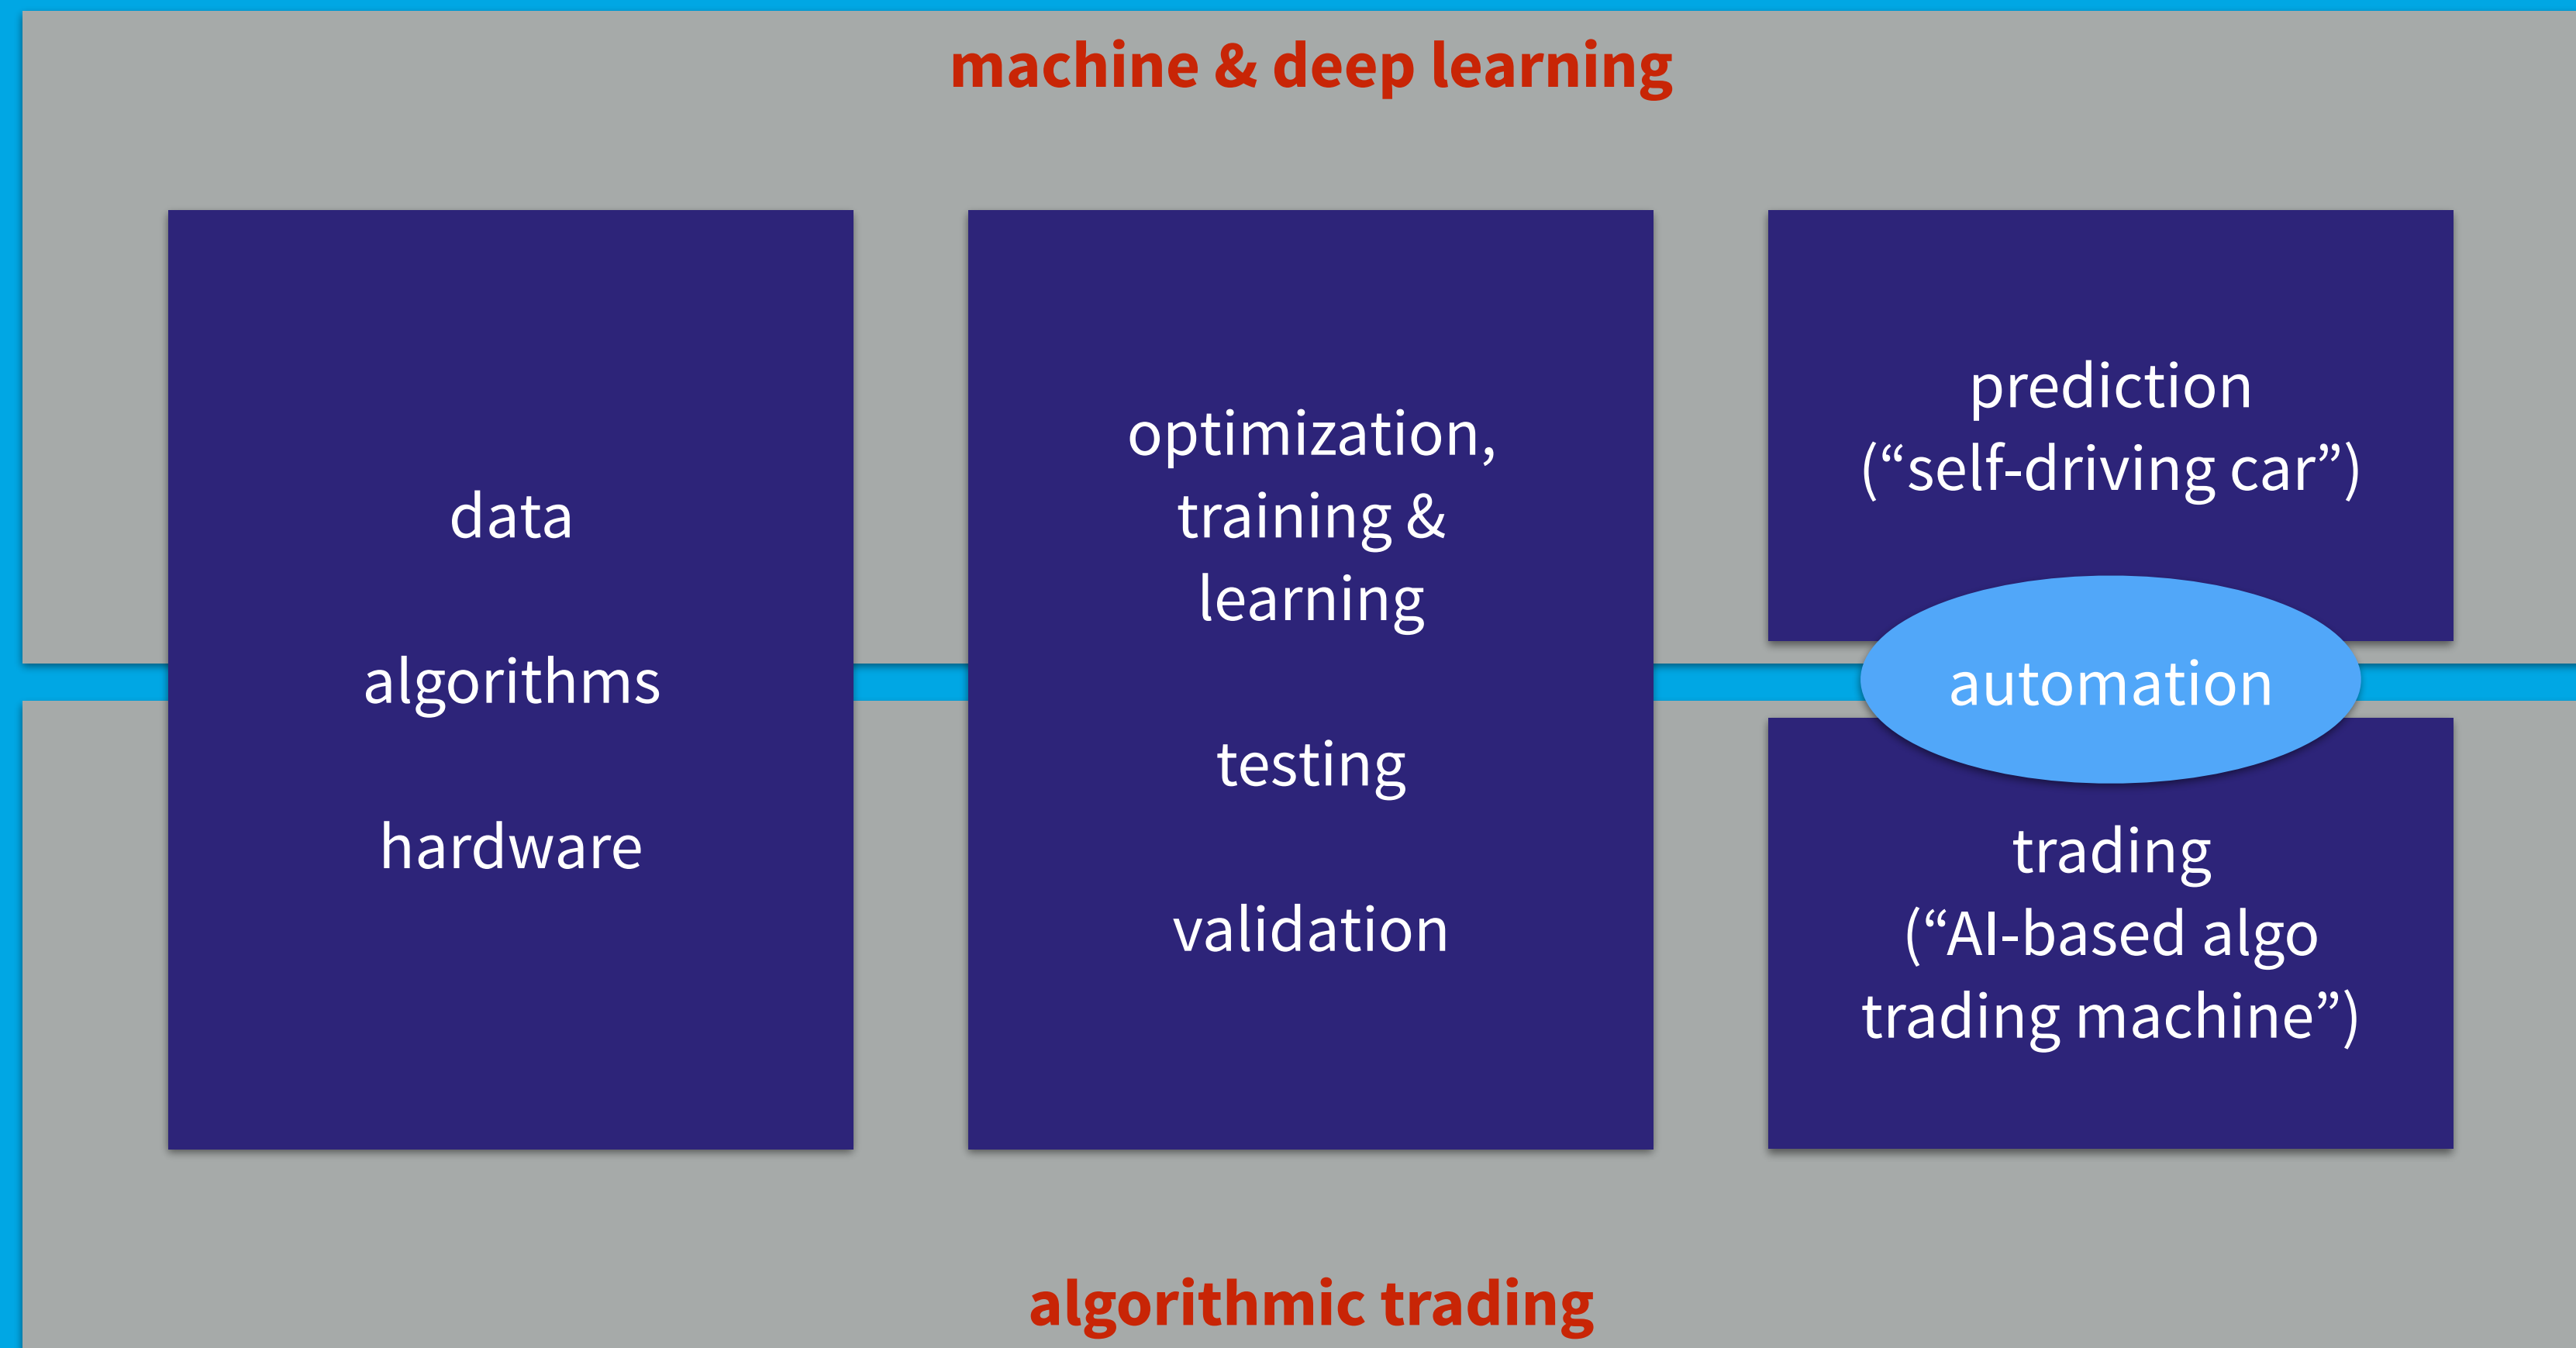 machine & deep learning
data
algorithms
hardware
optimization,
training &
learning
testing
validation
prediction
(“self-driving car”)
automation
trading
(“AI-based algo
trading machine”)
algorithmic trading